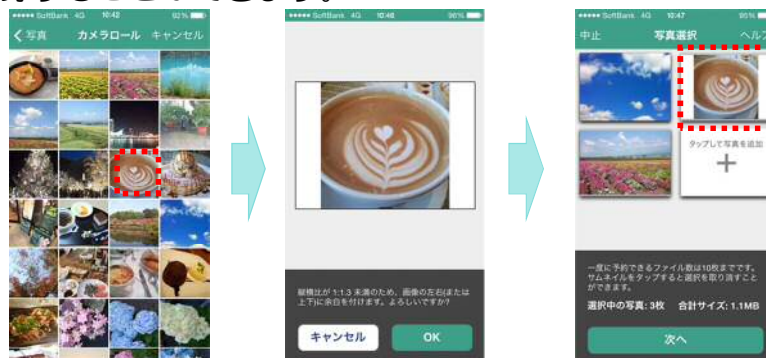 SoftBank 4G 10:42 92%
写真 カメラロール キャンセル
SoftBank 4G 10:46 96%
縦横比が 1:1.3 未満のため、画像の左右(または
上下)に余白を付けます。よろしいですか?
キャンセル OK
SoftBank 4G 10:47 95%
中止 写真選択 ヘル
タップして写真を追加
一度に予約できるファイル数は10枚までです。
サムネイルをタップすると選択を取り消すこと
ができます。
選択中の写真: 3枚 合計サイズ: 1.1MB
次へ